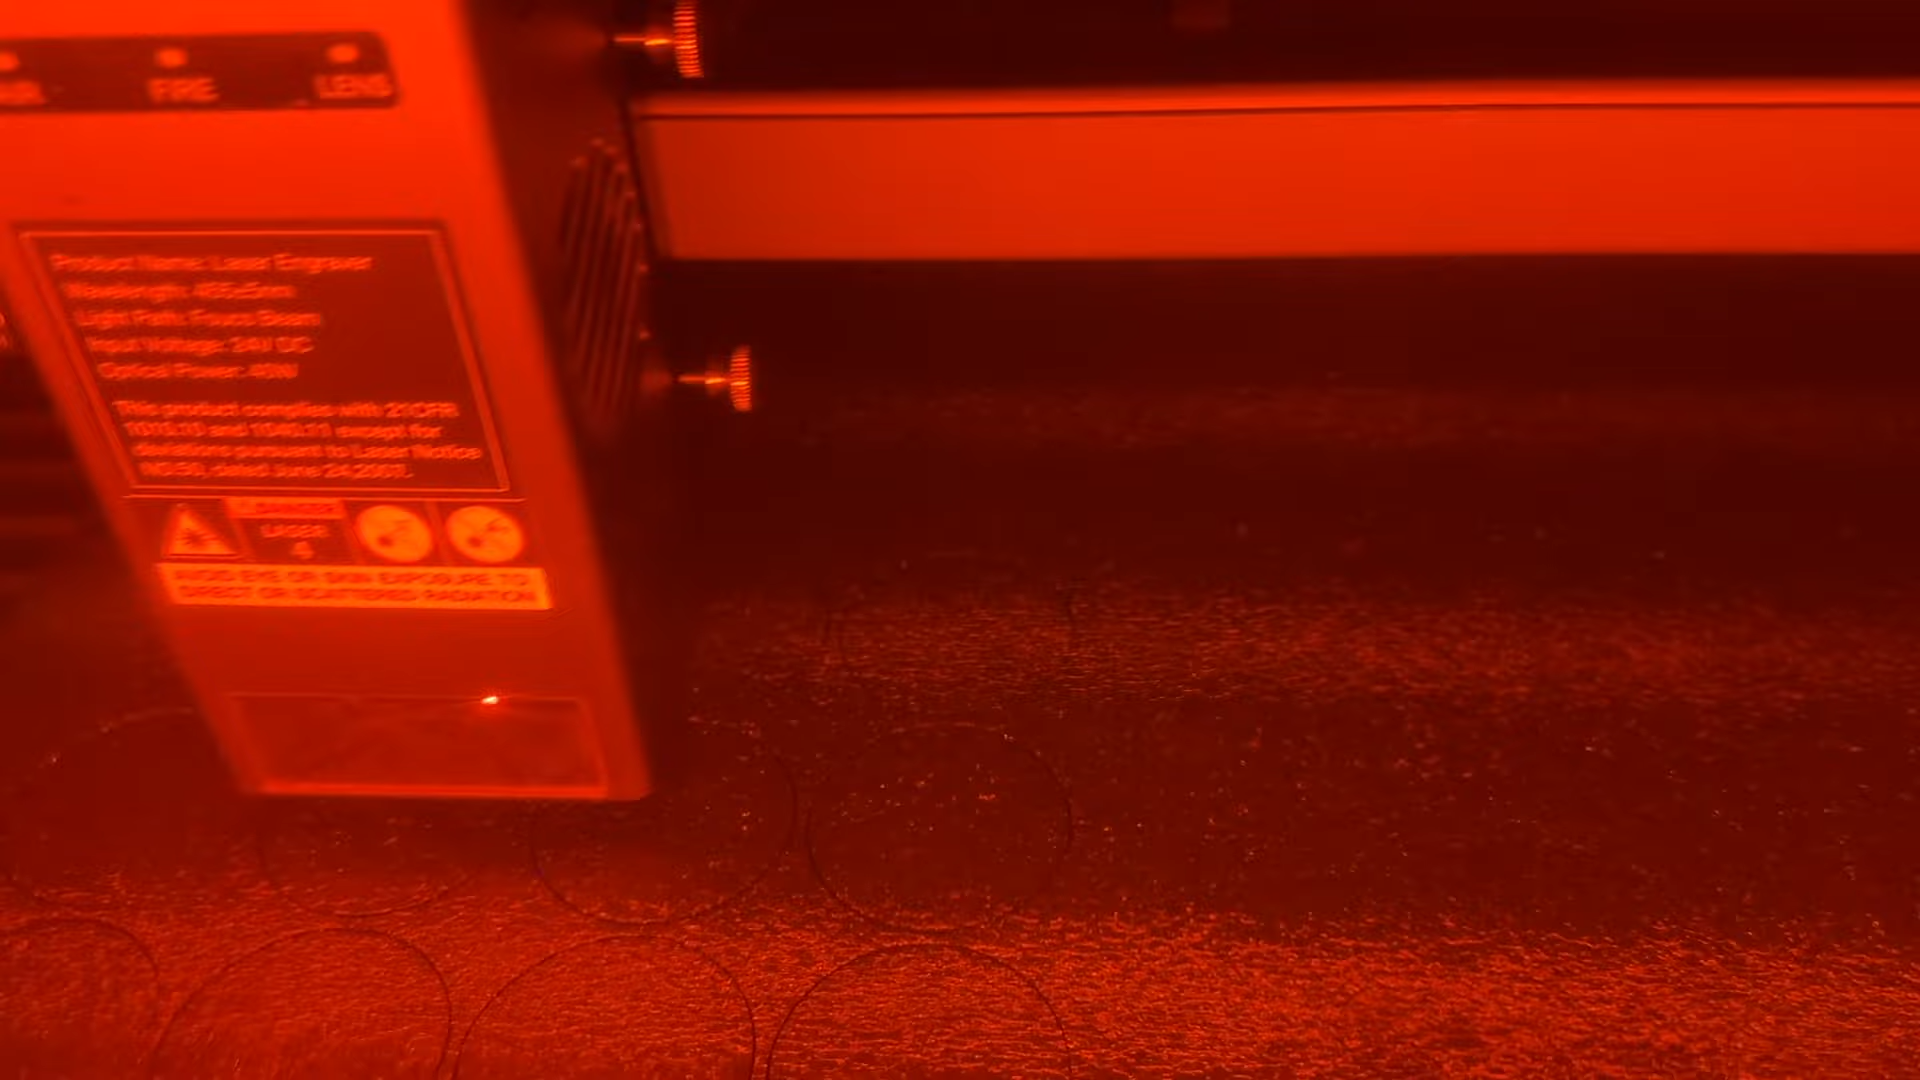 FIRE LENS
Product Name: Laser Engraver
Wavelength: 455±5nm
Light Path: Focus Beam
Input Voltage: 24V DC
Optical Power: 40W
This product complies with 21CFR
1040.10 and 1040.11 except for
deviations pursuant to Laser Notice
NO.50, dated June 24,2007.
LASER
4
AVOID EYE OR SKIN EXPOSURE TO
DIRECT OR SCATTERED RADIATION